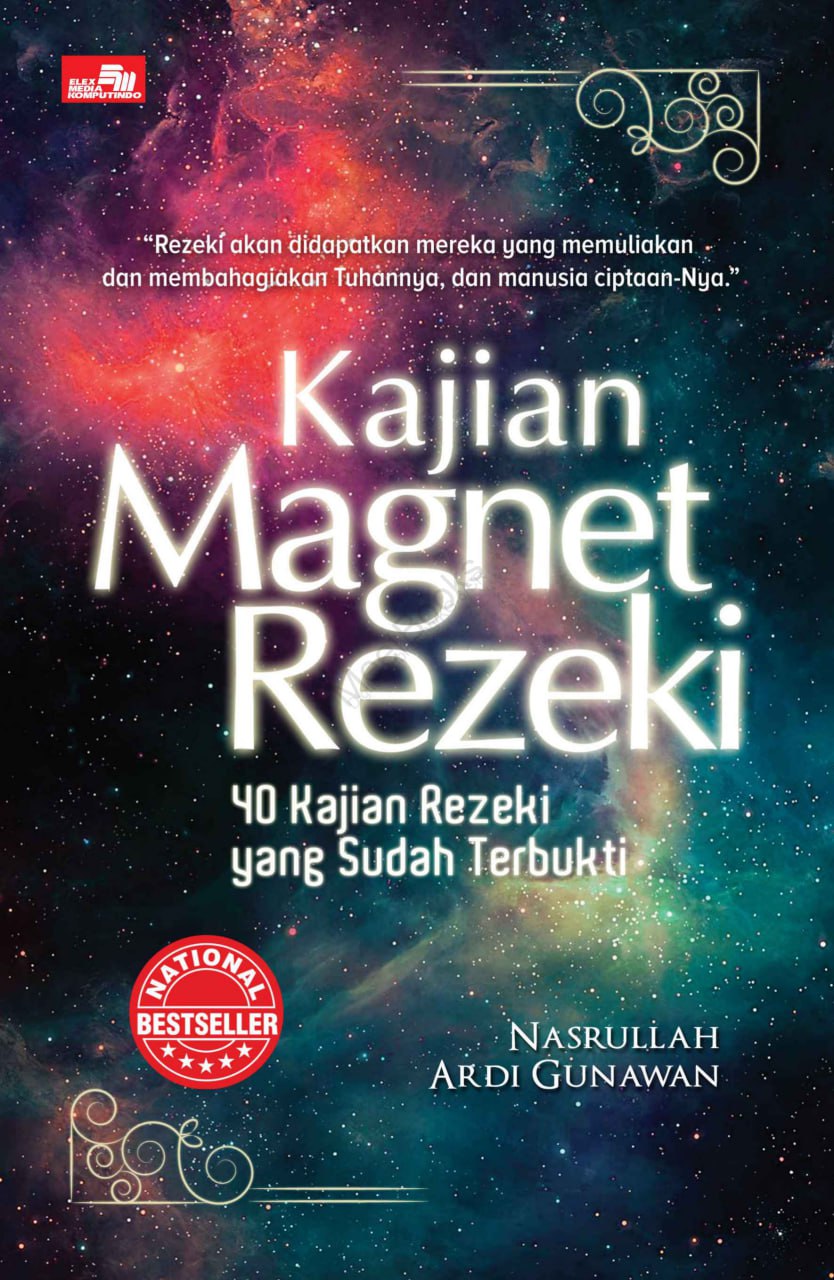 ELEX
MEDIA
KOMPUTINDO
“Rezeki akan didapatkan mereka yang memuliakan
dan membahagiakan Tuhannya, dan manusia ciptaan-Nya.”
Kajian
Magnet
Rezeki
40 Kajian Rezeki
yang Sudah Terbukti
NATIONAL
BESTSELLER
NASRULLAH
ARDI GUNAWAN